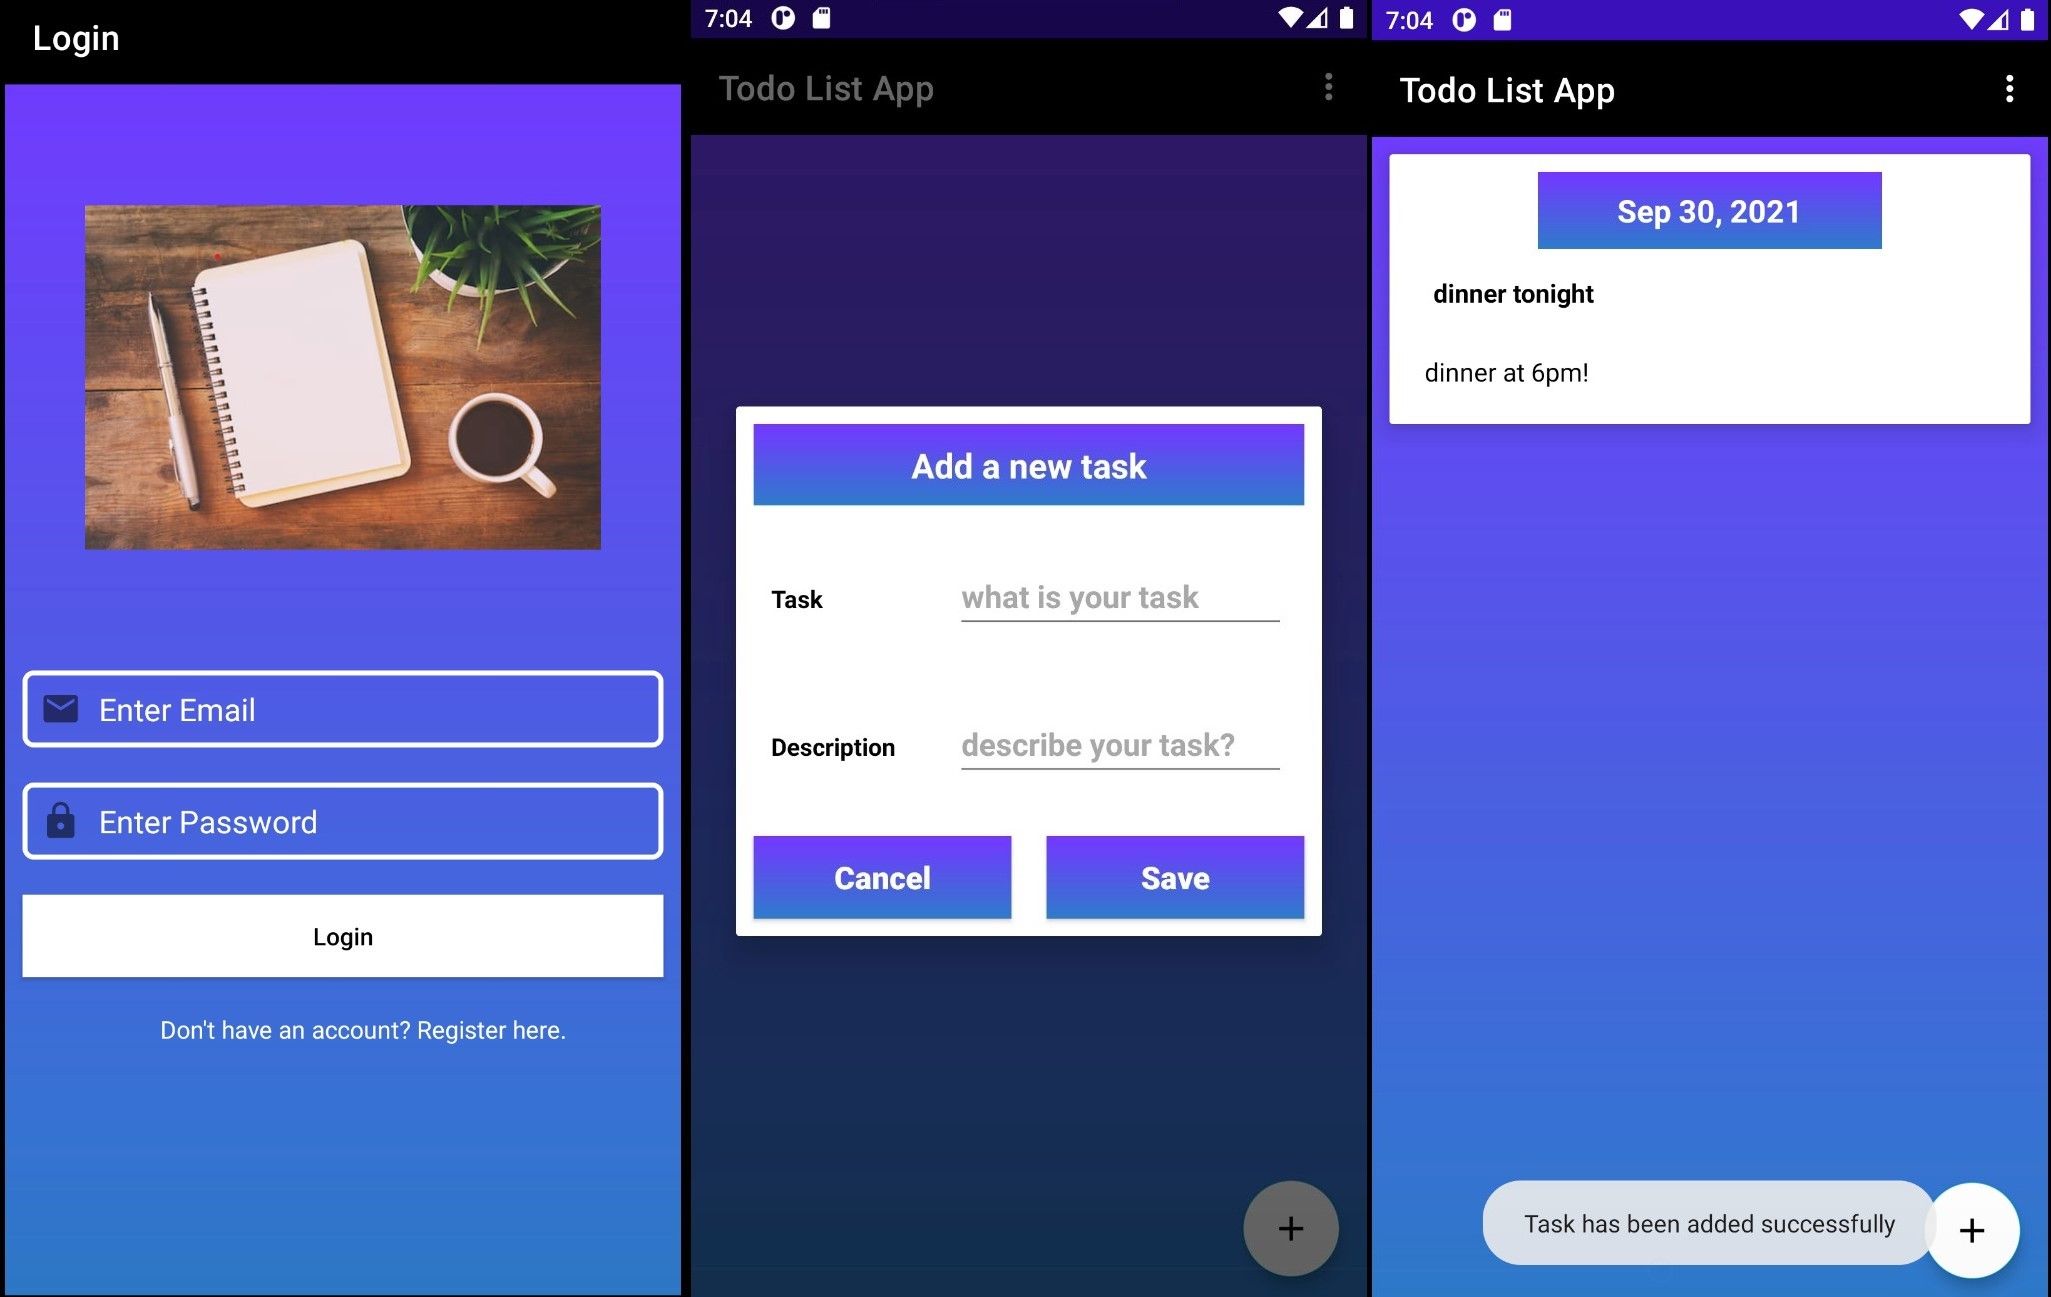 Login
Enter Email
Enter Password
Login
Don't have an account? Register here.
7:04
Todo List App
Add a new task
Task
what is your task
Description
describe your task?
Cancel
Save
+
7:04
Todo List App
Sep 30, 2021
dinner tonight
dinner at 6pm!
Task has been added successfully
+